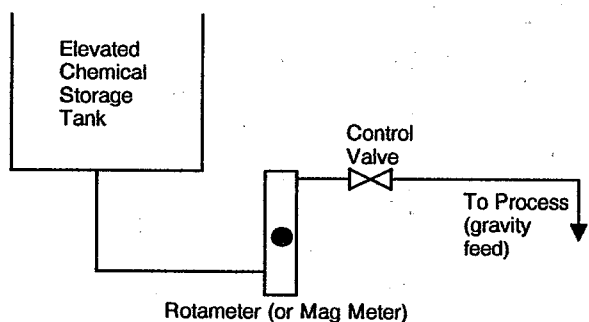 Elevated
Chemical
Storage
Tank
Control
Valve
To Process
(gravity
feed)
Rotameter (or Mag Meter)